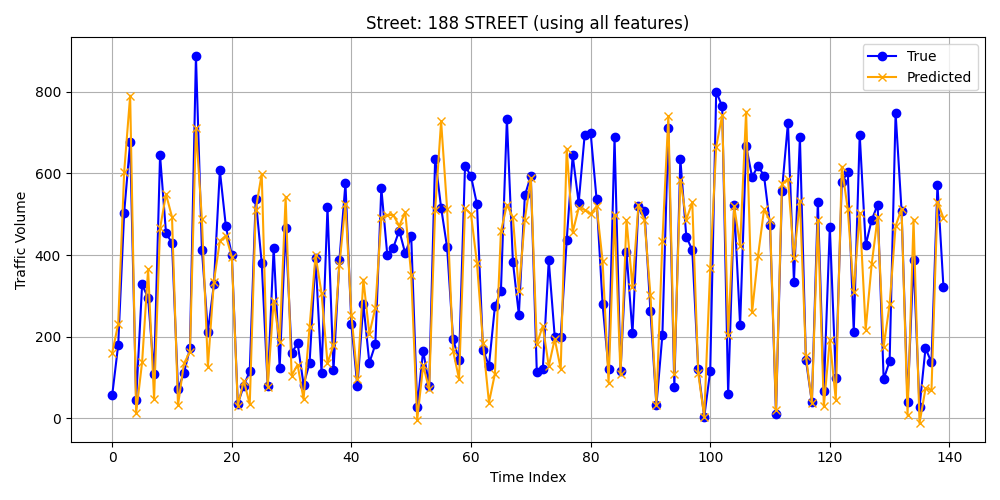 Street: 188 STREET (using all features)
True
Predicted
Traffic Volume
800
600
400
200
0
0 20 40 60 80 100 120 140
Time Index